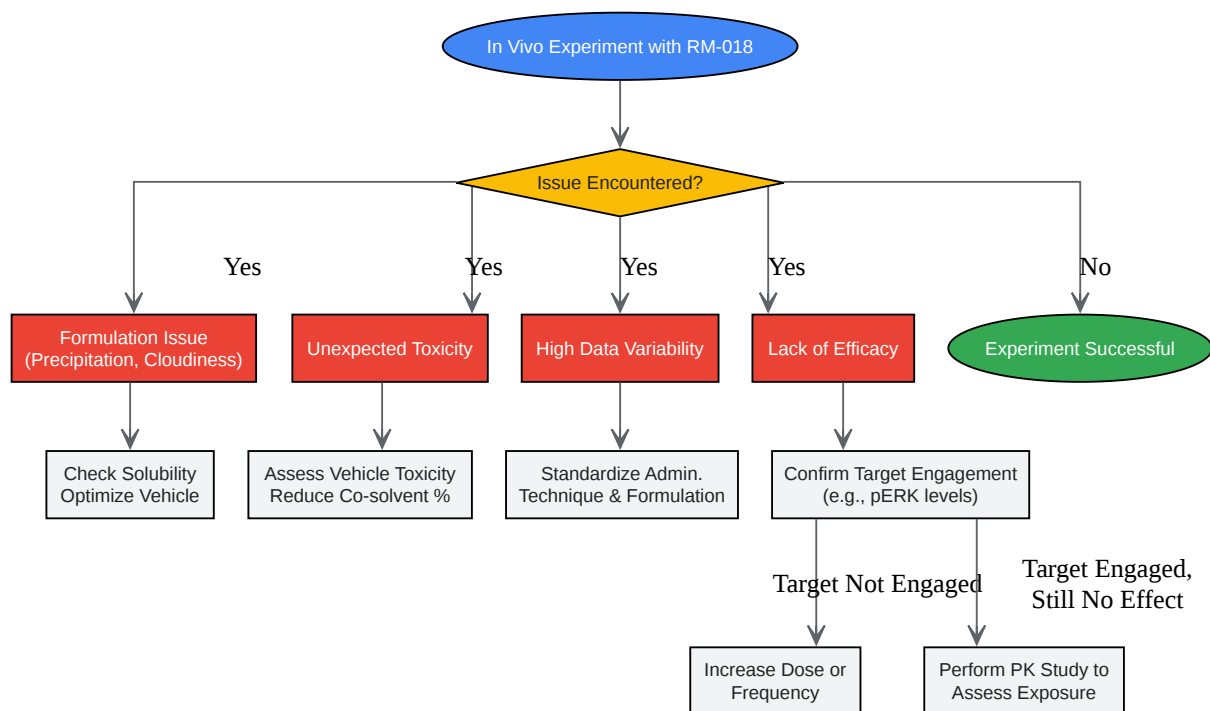 In Vivo Experiment with RM-018
Issue Encountered?
Yes
Yes
Yes
Yes
No
Formulation Issue
(Precipitation, Cloudiness)
Unexpected Toxicity
High Data Variability
Lack of Efficacy
Experiment Successful
Check Solubility
Optimize Vehicle
Assess Vehicle Toxicity
Reduce Co-solvent %
Standardize Admin.
Technique & Formulation
Confirm Target Engagement
(e.g., pERK levels)
Target Not Engaged
Target Engaged,
Still No Effect
Increase Dose or
Frequency
Perform PK Study to
Assess Exposure